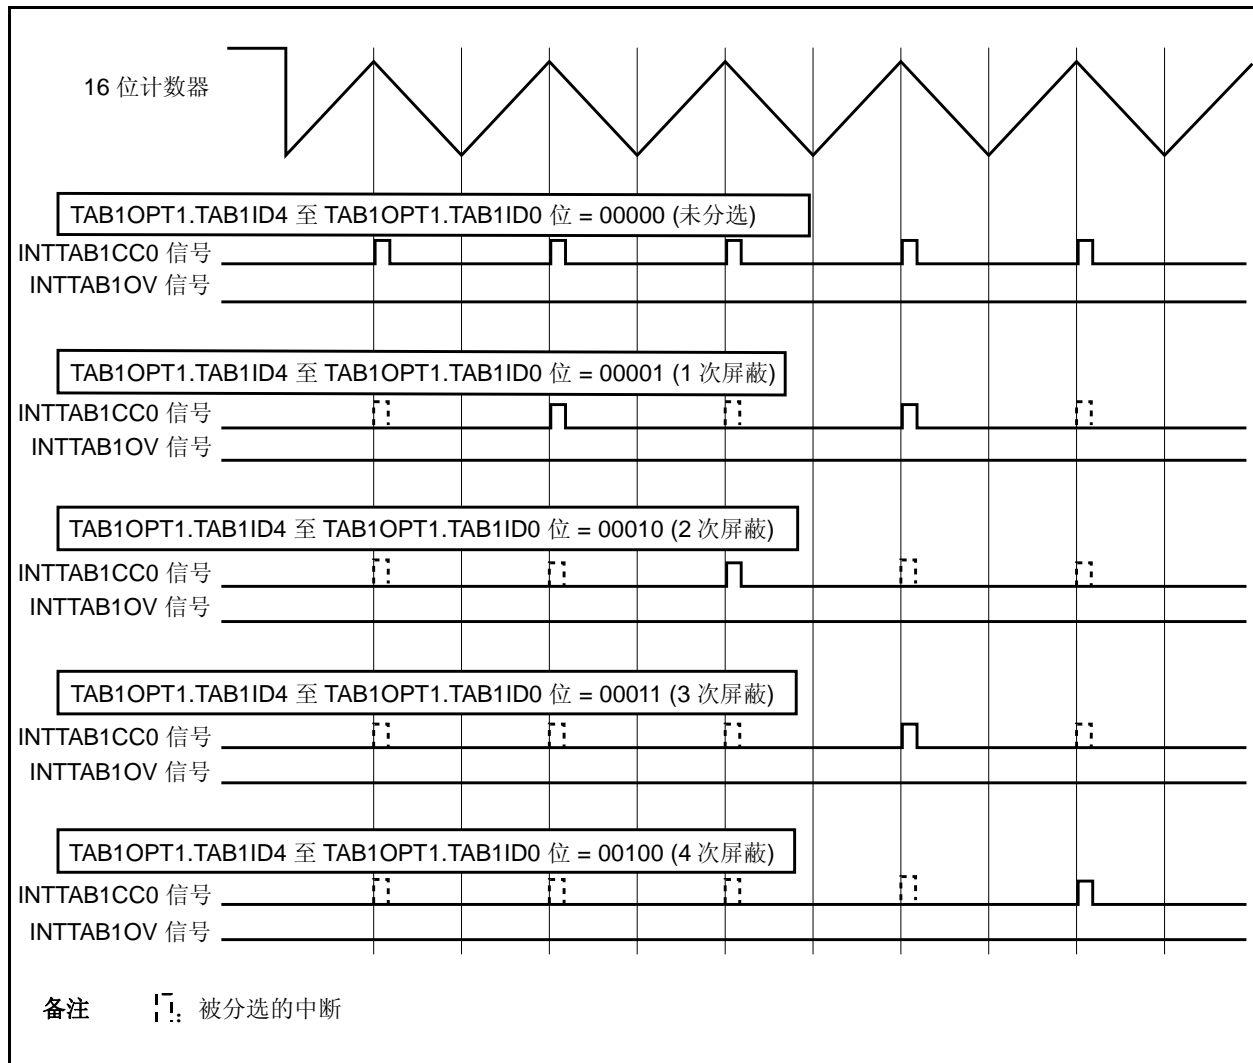 16 位计数器
TAB1OPT1.TAB1ID4 至 TAB1OPT1.TAB1ID0 位 = 00000 (未分选)
INTTAB1CC0 信号
INTTAB1OV 信号
TAB1OPT1.TAB1ID4 至 TAB1OPT1.TAB1ID0 位 = 00001 (1 次屏蔽)
INTTAB1CC0 信号
INTTAB1OV 信号
TAB1OPT1.TAB1ID4 至 TAB1OPT1.TAB1ID0 位 = 00010 (2 次屏蔽)
INTTAB1CC0 信号
INTTAB1OV 信号
TAB1OPT1.TAB1ID4 至 TAB1OPT1.TAB1ID0 位 = 00011 (3 次屏蔽)
INTTAB1CC0 信号
INTTAB1OV 信号
TAB1OPT1.TAB1ID4 至 TAB1OPT1.TAB1ID0 位 = 00100 (4 次屏蔽)
INTTAB1CC0 信号
INTTAB1OV 信号
备注 : 被分选的中断